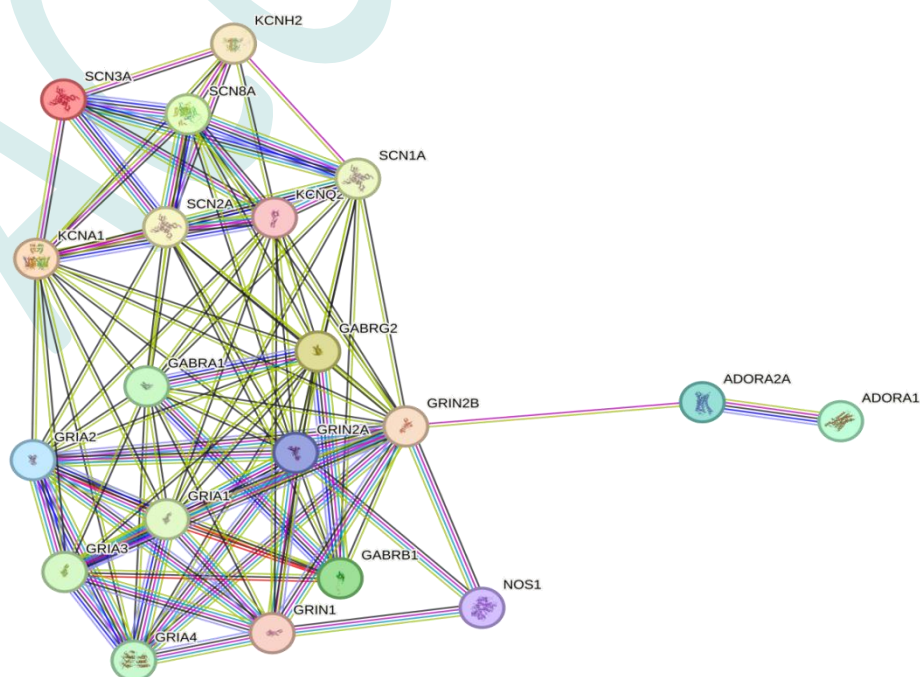 KCNH2
SCN3A
SCN8A
SCN1A
KCNQ2
SCN2A
KCNA1
GABRG2
GABRA1
ADORA2A
ADORA1
GRIN2B
GRIN2A
GRIA2
GRIA1
GRIA3
GABRB1
NOS1
GRIN1
GRIA4